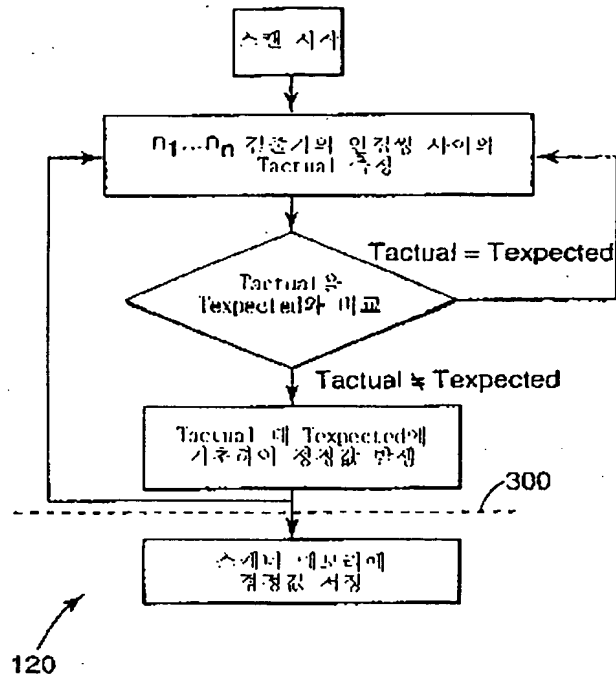 스캔 시작
n1...nn 검출기의 인접쌍 사이의
Tactual 측정
Tactual = Texpected
Tactual을
Texpected와 비교
Tactual ≒ Texpected
Tactual 대 Texpected에
기초하여 정정값 발생
300
스캐너 메모리에
정정값 저장
120